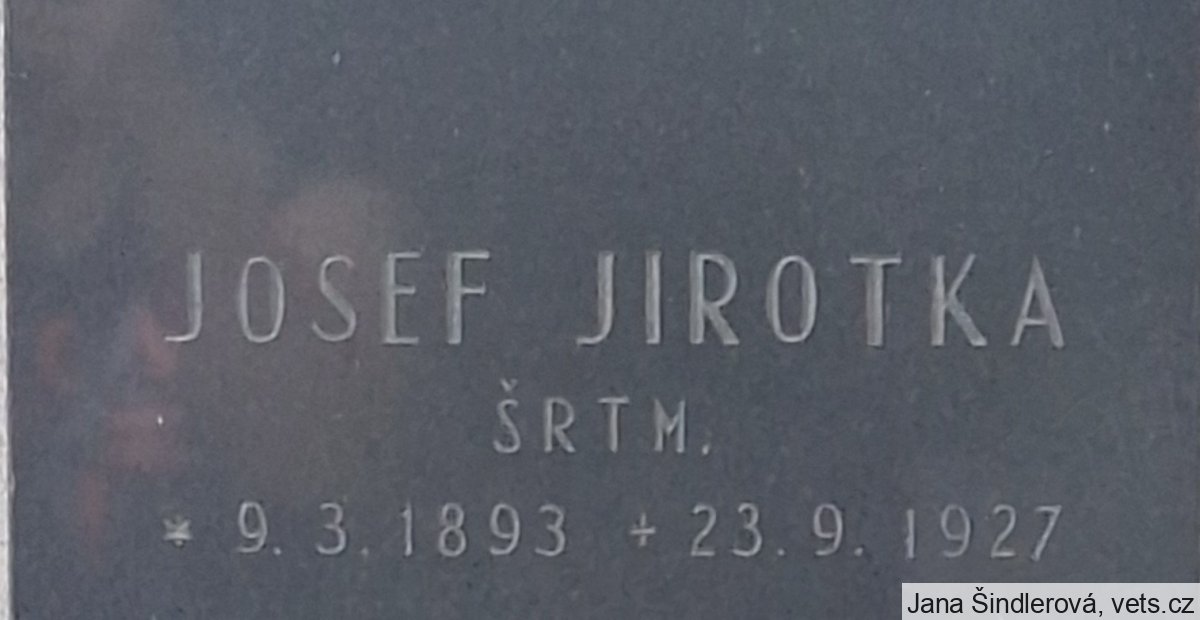 JOSEF JIROTKA
ŠRTM.
* 9. 3. 1893 + 23. 9. 1927
Jana Šindlerová, vets.cz